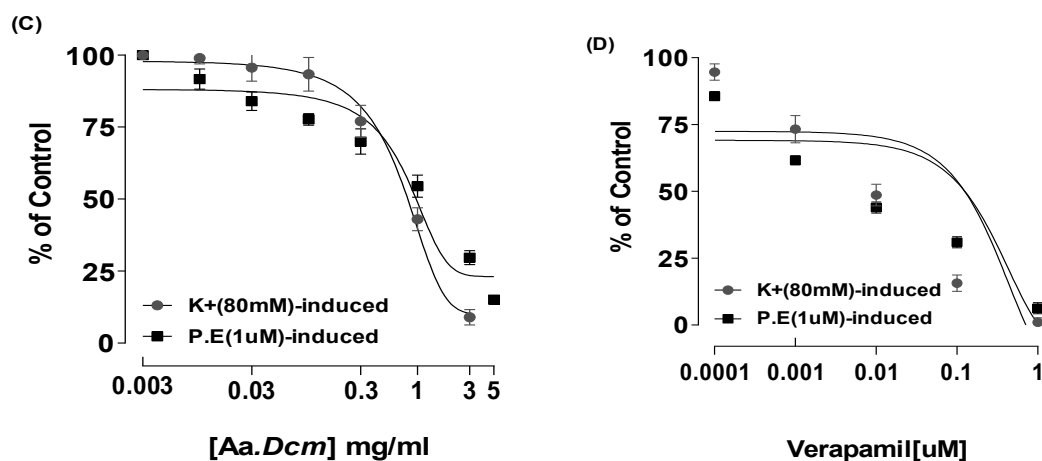 (C)
% of Control
100
75
50
25
0
K+(80mM)-induced
P.E(1uM)-induced
0.003
0.03
0.3
1
3
5
[Aa.Dcm] mg/ml
(D)
% of Control
100
75
50
25
0
K+(80mM)-induced
P.E(1uM)-induced
0.0001
0.001
0.01
0.1
1
Verapamil[uM]